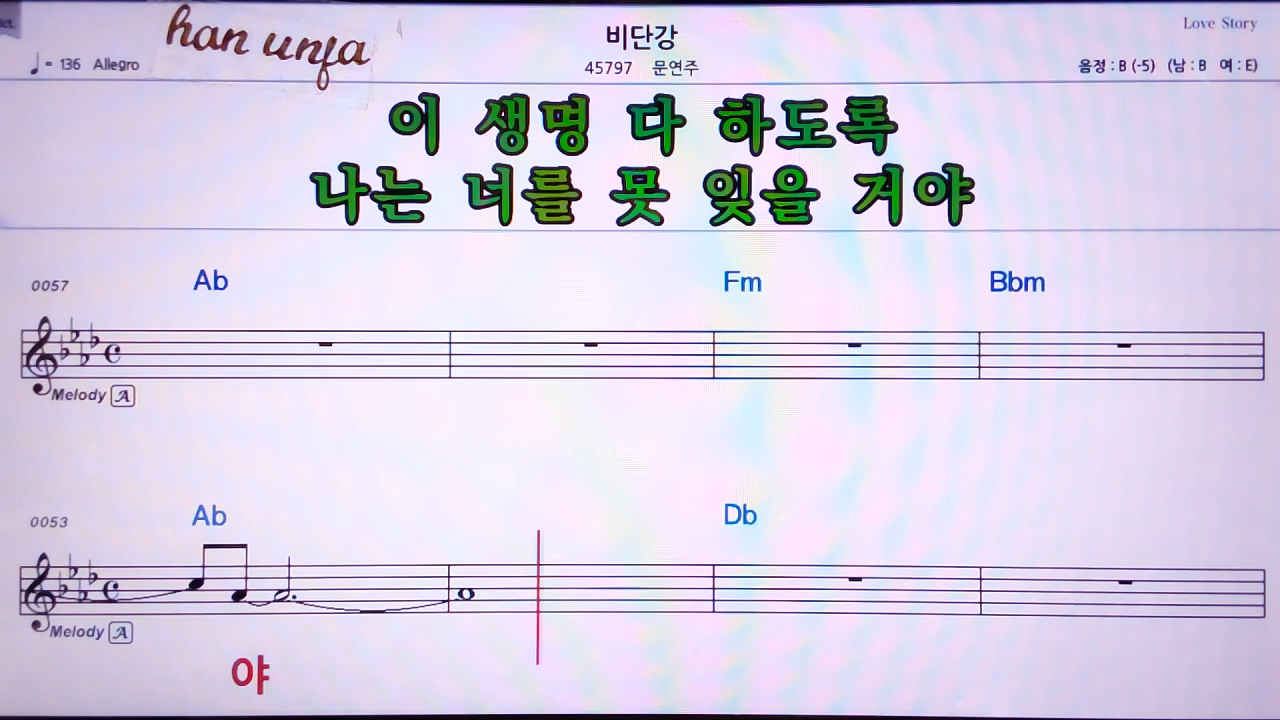 han unfa
비단강
Love Story
♩= 136 Allegro
45797 문연주
음정 : B (-5) (남 : B 여 : E)
이 생명 다 하도록
나는 너를 못 잊을 거야
0057 Ab Fm Bbm
Melody A
0053 Ab Db
Melody A
야